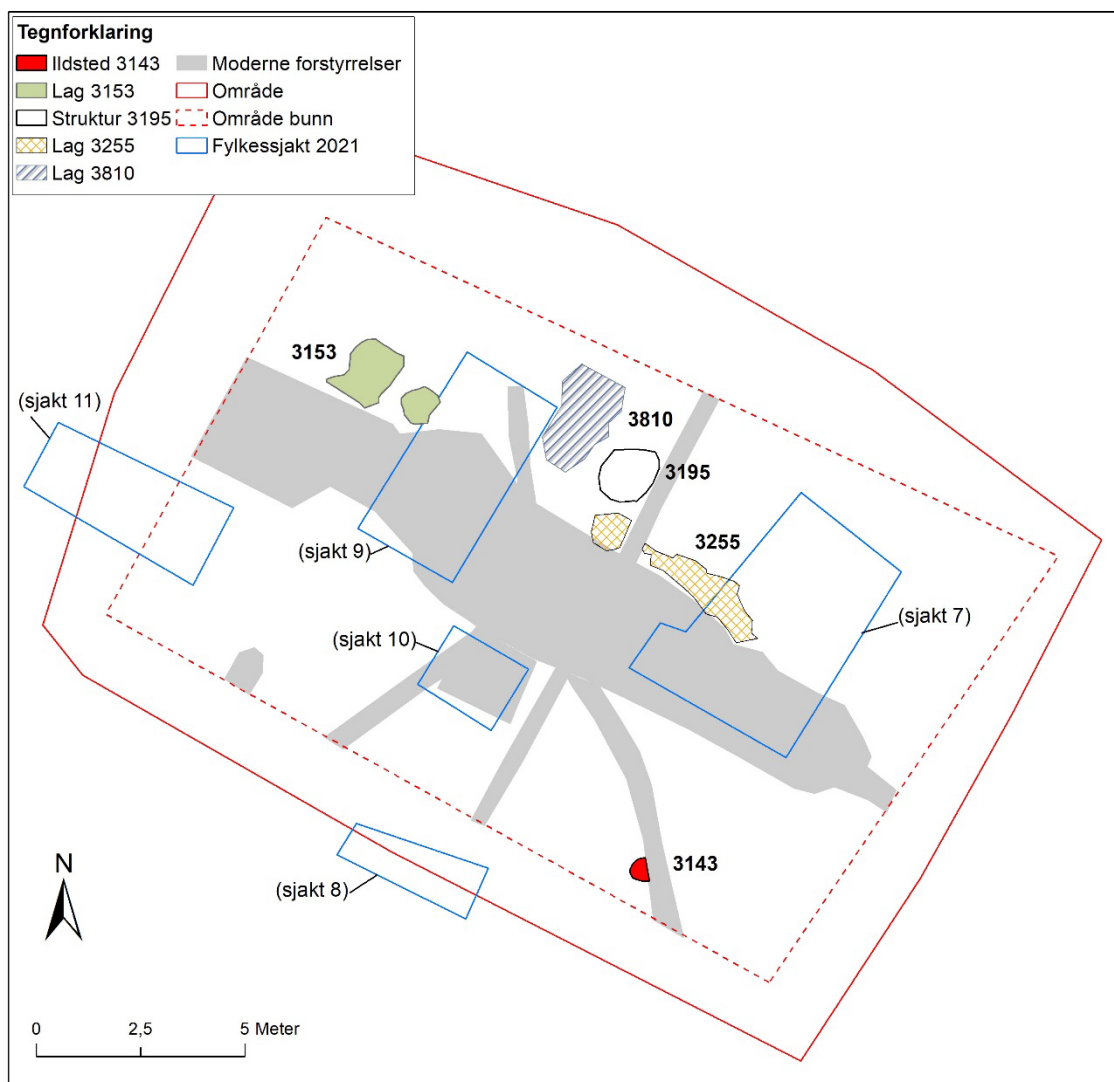 Tegnforklaring
Ildsted 3143
Lag 3153
Struktur 3195
Lag 3255
Lag 3810
Moderne forstyrrelser
Område
Område bunn
Fylkessjakt 2021
3153
(sjakt 11)
3810
3195
(sjakt 9)
3255
(sjakt 7)
(sjakt 10)
3143
N
(sjakt 8)
0 2,5 5 Meter